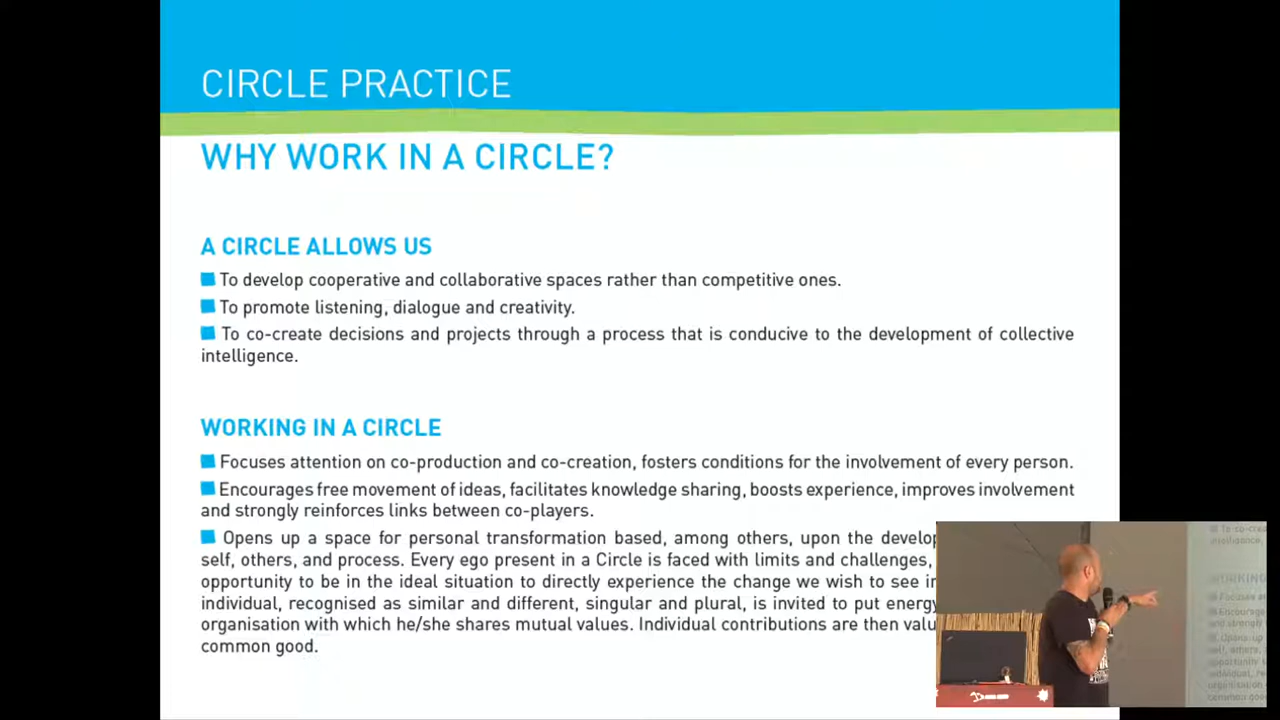 CIRCLE PRACTICE
WHY WORK IN A CIRCLE?
A CIRCLE ALLOWS US
To develop cooperative and collaborative spaces rather than competitive ones.
To promote listening, dialogue and creativity.
To co-create decisions and projects through a process that is conducive to the development of collective
intelligence.
WORKING IN A CIRCLE
Focuses attention on co-production and co-creation, fosters conditions for the involvement of every person.
Encourages free movement of ideas, facilitates knowledge sharing, boosts experience, improves involvement
and strongly reinforces links between co-players.
Opens up a space for personal transformation based, among others, upon the
self, others, and process. Every ego present in a Circle is faced with limits and challenges,
opportunity to be in the ideal situation to directly experience the change we wish to see
individual, recognised as similar and different, singular and plural, is invited to put energy
organisation with which he/she shares mutual values. Individual contributions are then
common good.